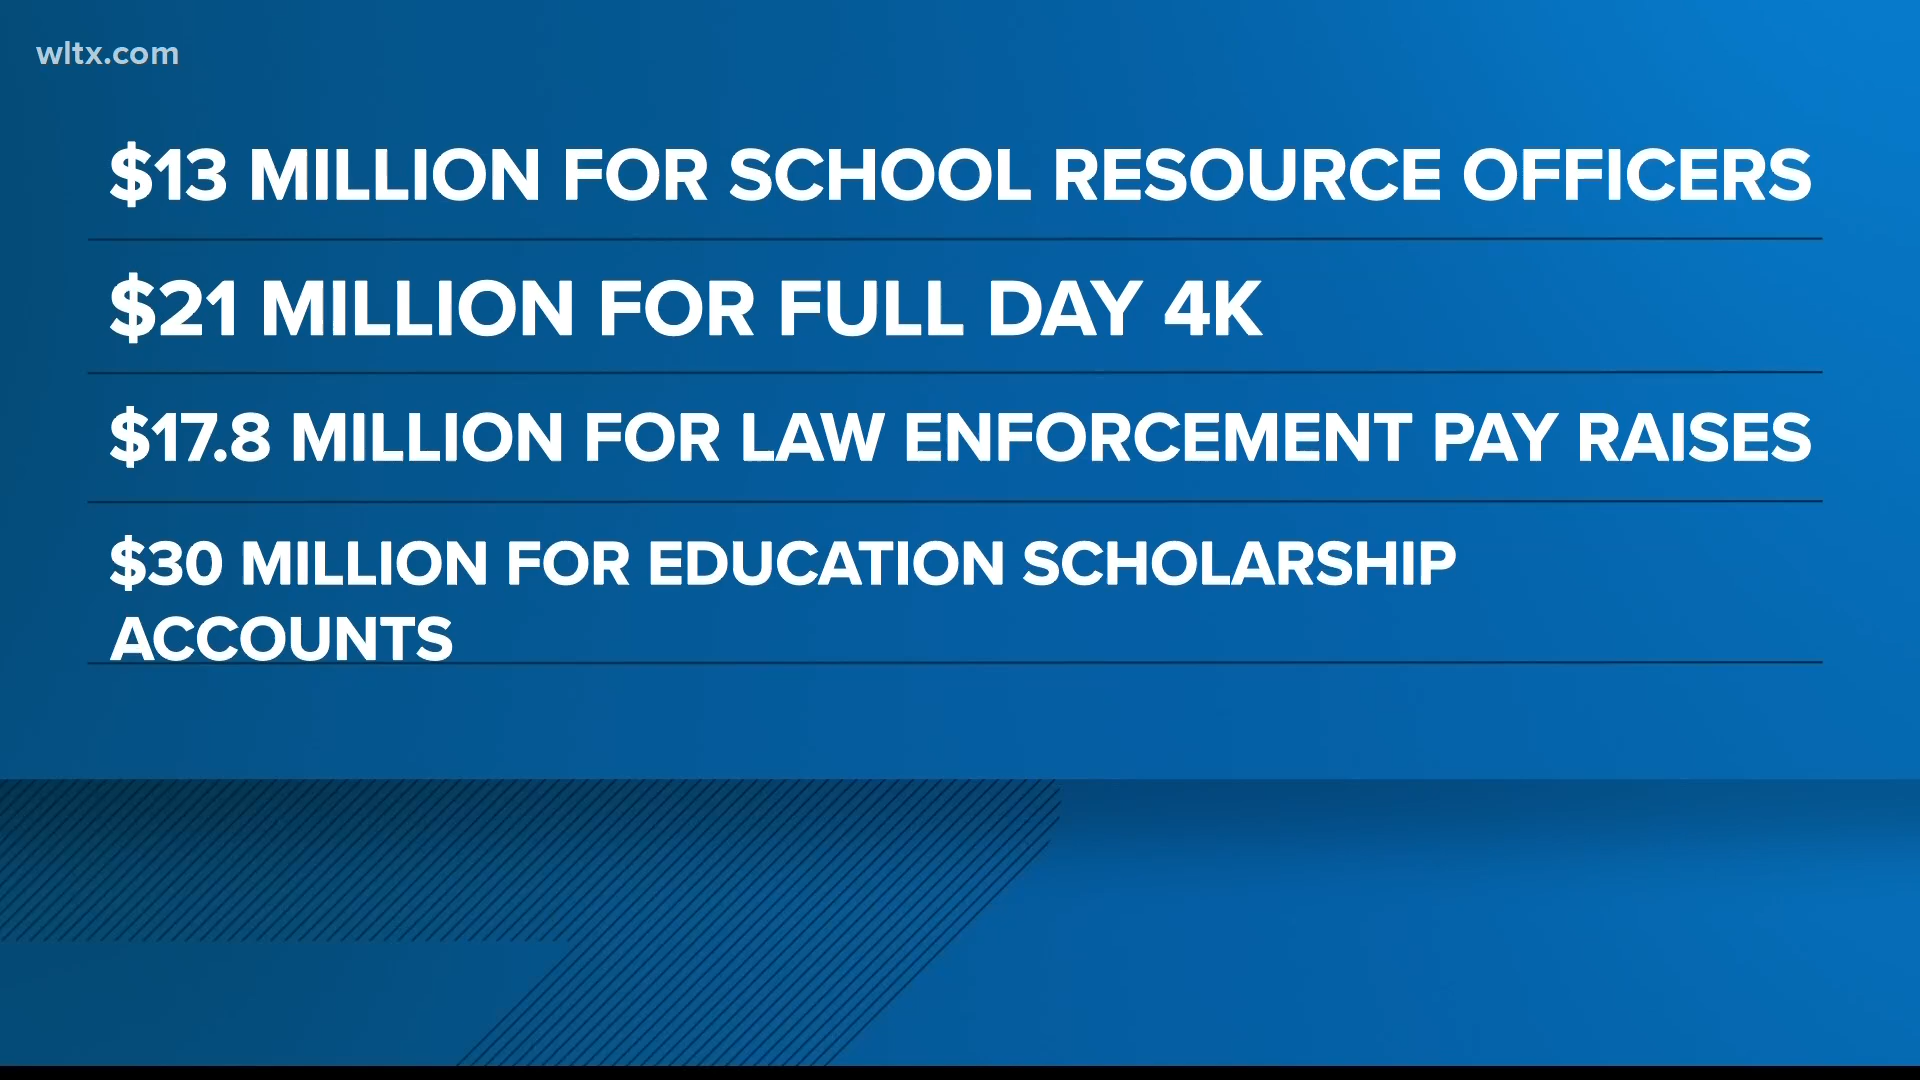 wltx.com
$13 MILLION FOR SCHOOL RESOURCE OFFICERS
$21 MILLION FOR FULL DAY 4K
$17.8 MILLION FOR LAW ENFORCEMENT PAY RAISES
$30 MILLION FOR EDUCATION SCHOLARSHIP
ACCOUNTS